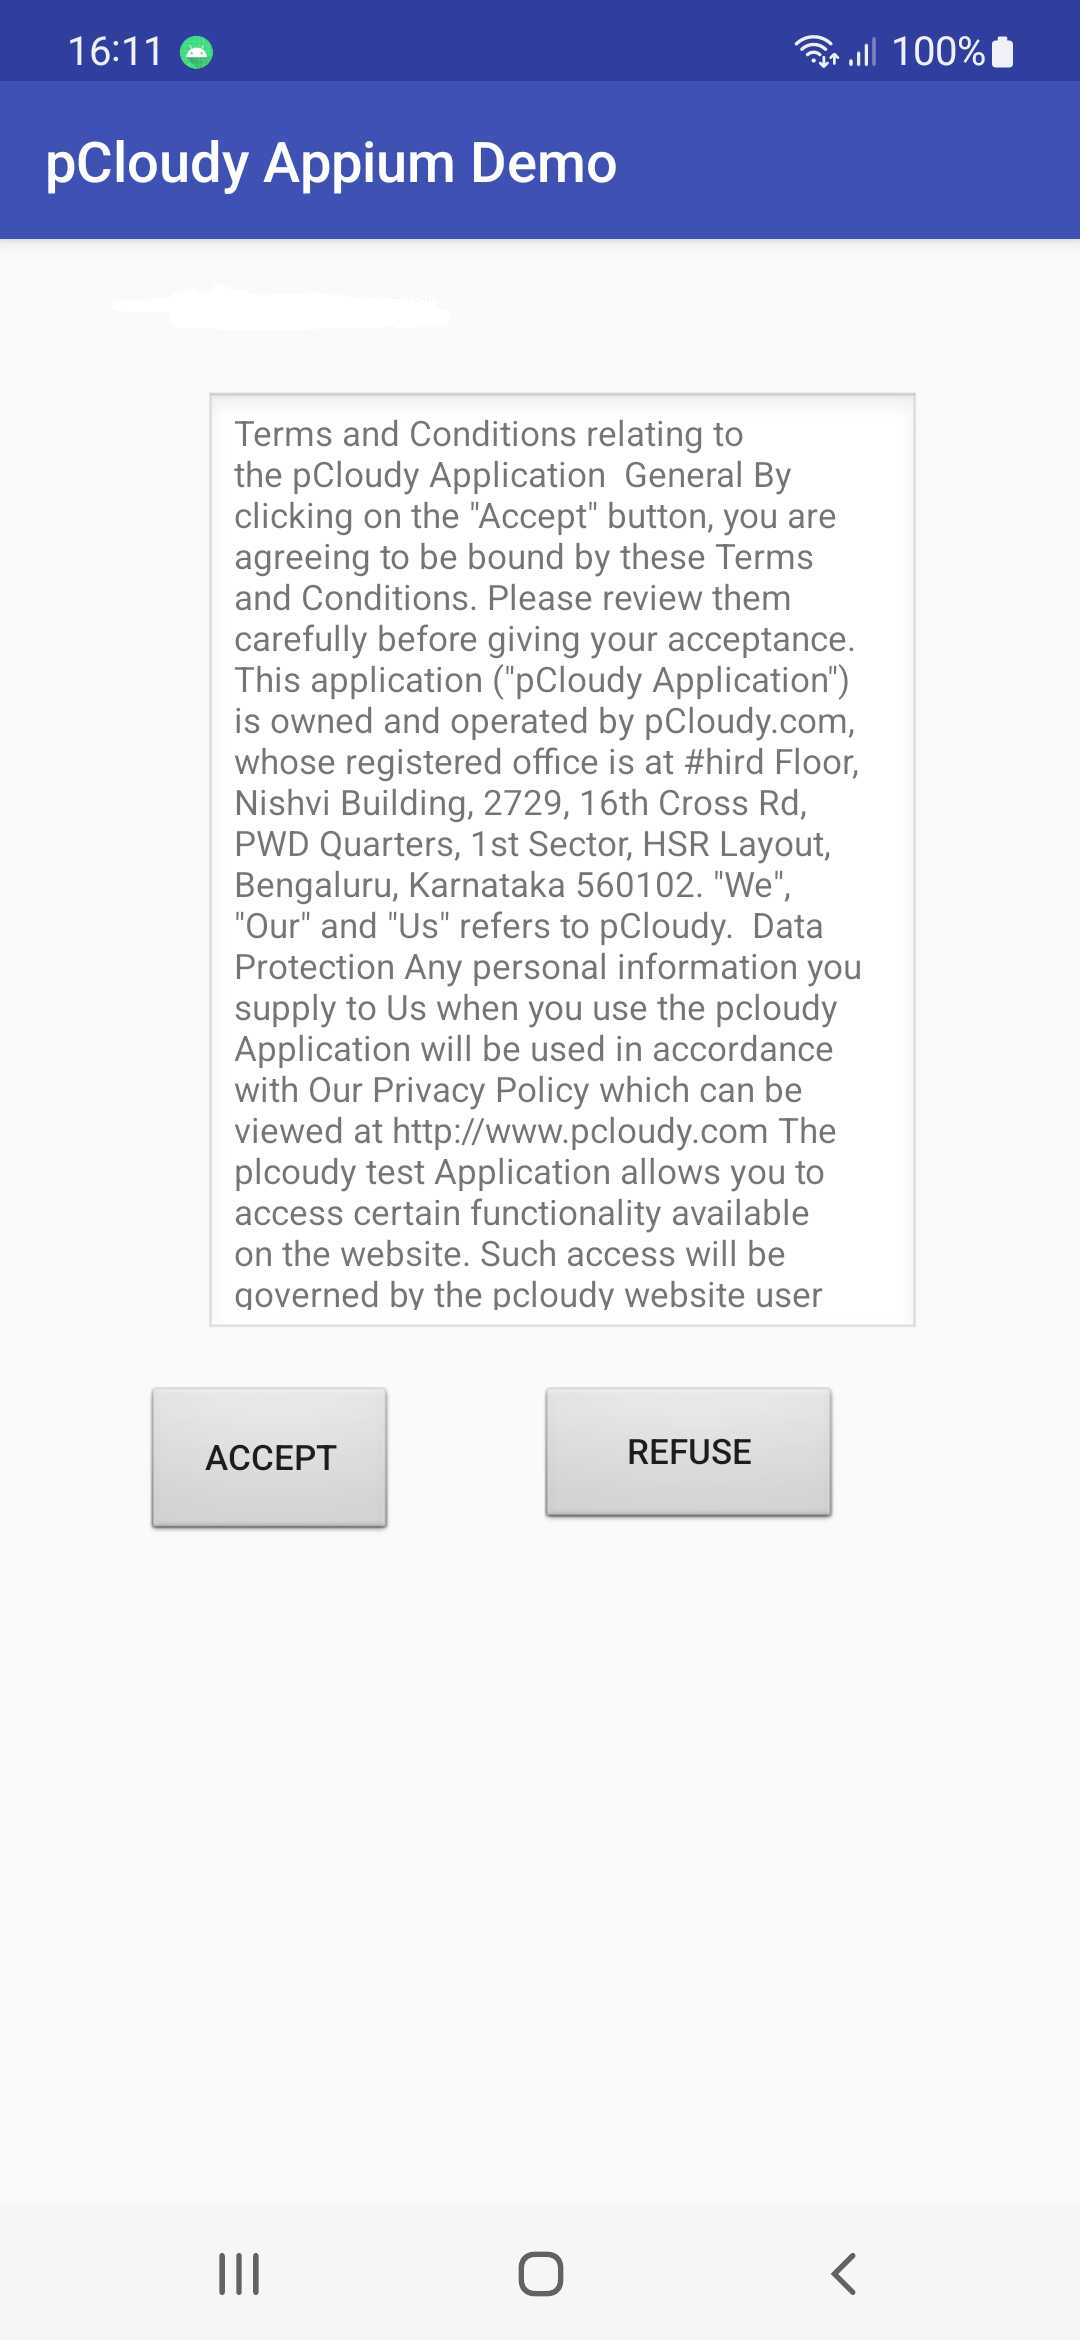 16:11
100%
pCloudy Appium Demo
Terms and Conditions relating to
the pCloudy Application  General By
clicking on the "Accept" button, you are
agreeing to be bound by these Terms
and Conditions. Please review them
carefully before giving your acceptance.
This application ("pCloudy Application")
is owned and operated by pCloudy.com,
whose registered office is at #hird Floor,
Nishvi Building, 2729, 16th Cross Rd,
PWD Quarters, 1st Sector, HSR Layout,
Bengaluru, Karnataka 560102. "We",
"Our" and "Us" refers to pCloudy.  Data
Protection Any personal information you
supply to Us when you use the pcloudy
Application will be used in accordance
with Our Privacy Policy which can be
viewed at http://www.pcloudy.com The
plcoudy test Application allows you to
access certain functionality available
on the website. Such access will be
governed by the pcloudy website user
ACCEPT
REFUSE